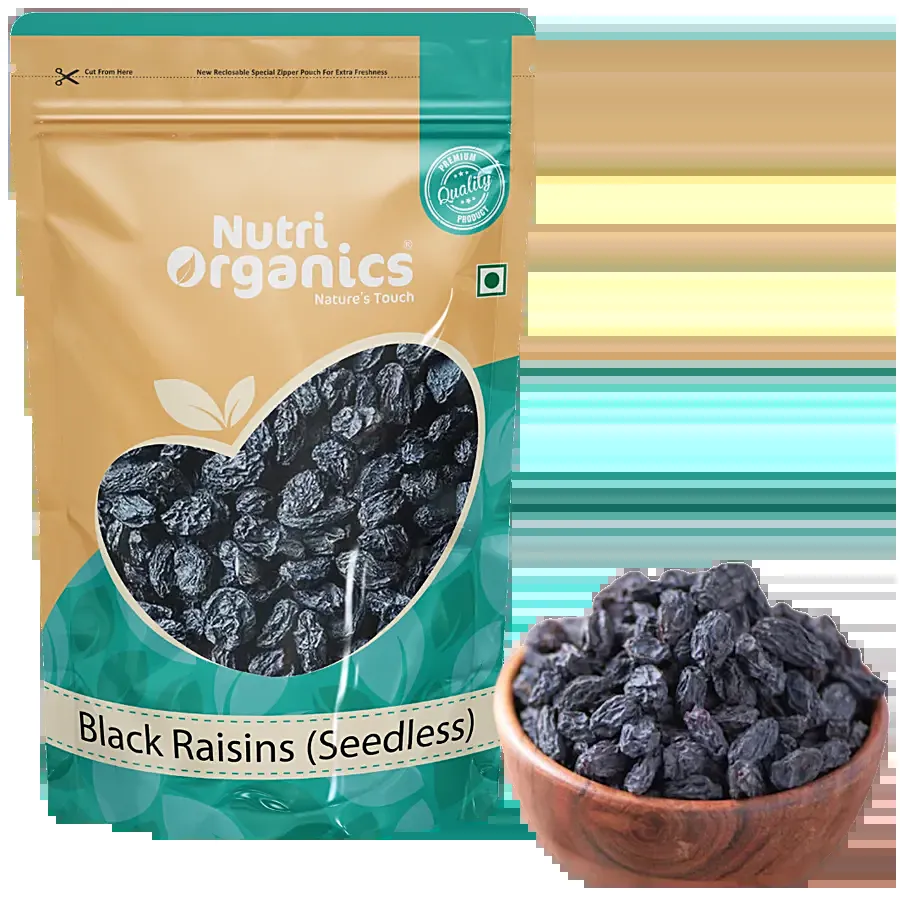 Cut From Here
New Reclosable Special Zipper Pouch For Extra Freshness
PREMIUM
Quality
PRODUCT
Nutri
Organics®
Nature's Touch
Black Raisins (Seedless)